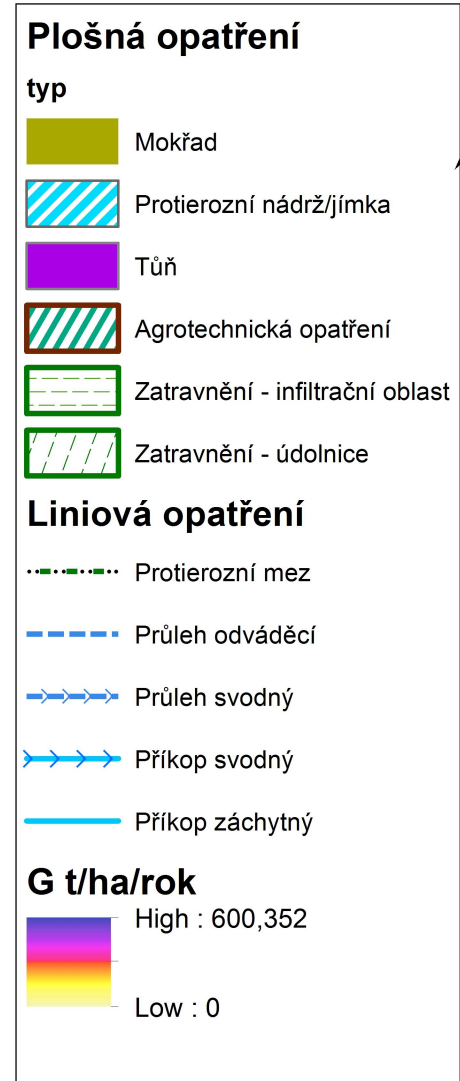 Plošná opatření
typ
Mokřad
Protierozní nádrž/jímka
Tůň
Agrotechnická opatření
Zatravnění - infiltrační oblast
Zatravnění - údolnice
Liniová opatření
Protierozní mez
Průleh odváděcí
Průleh svodný
Příkop svodný
Příkop záchytný
G t/ha/rok
High : 600,352
Low : 0